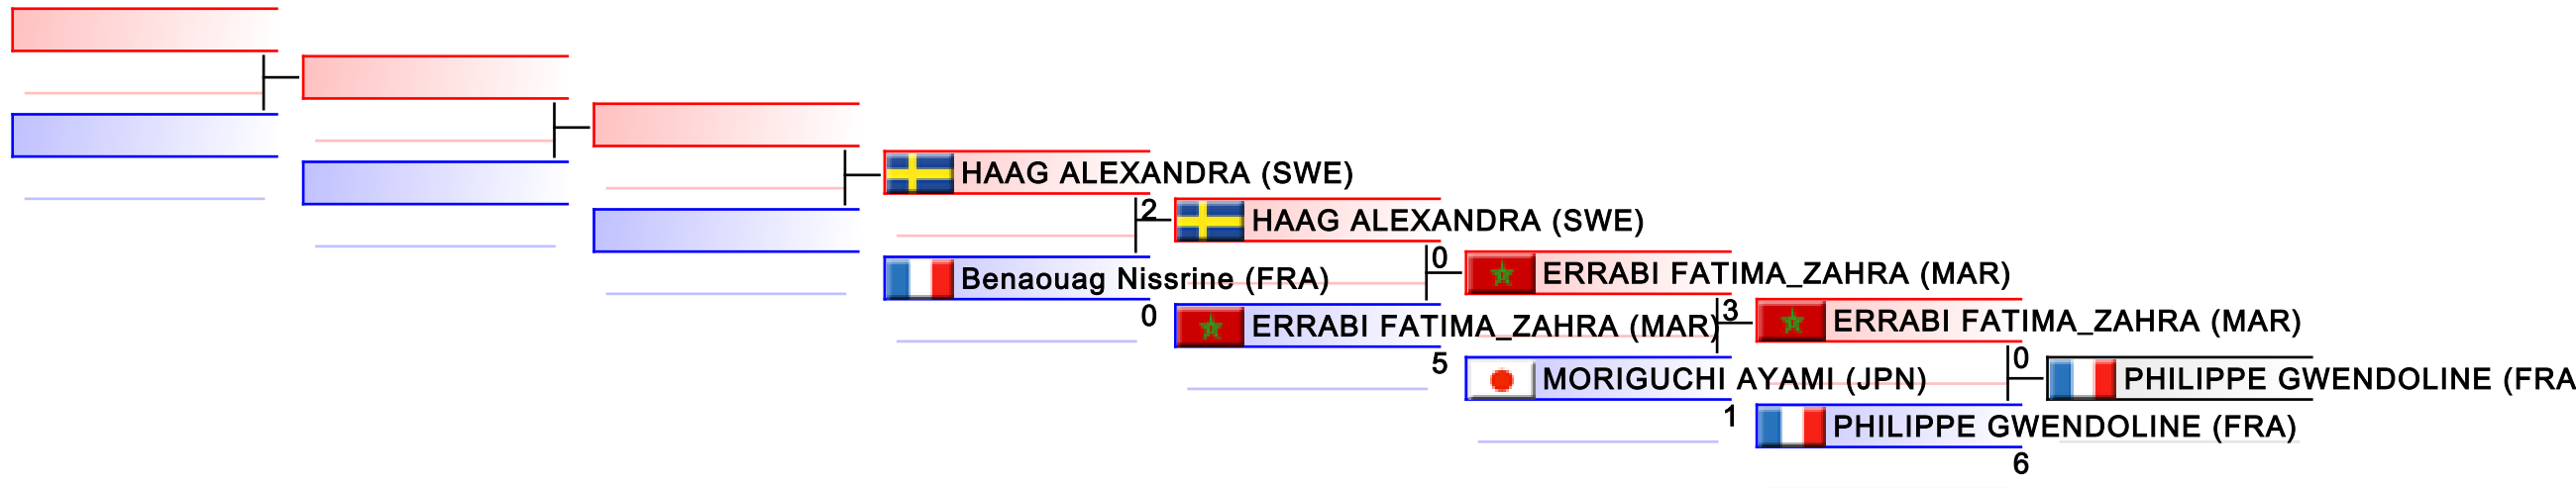 HAAG ALEXANDRA (SWE)
2
HAAG ALEXANDRA (SWE)
Benaouag Nissrine (FRA)
0
0
ERRABI FATIMA_ZAHRA (MAR)
ERRABI FATIMA_ZAHRA (MAR)
5
3
ERRABI FATIMA_ZAHRA (MAR)
MORIGUCHI AYAMI (JPN)
1
0
PHILIPPE GWENDOLINE (FRA
PHILIPPE GWENDOLINE (FRA)
6